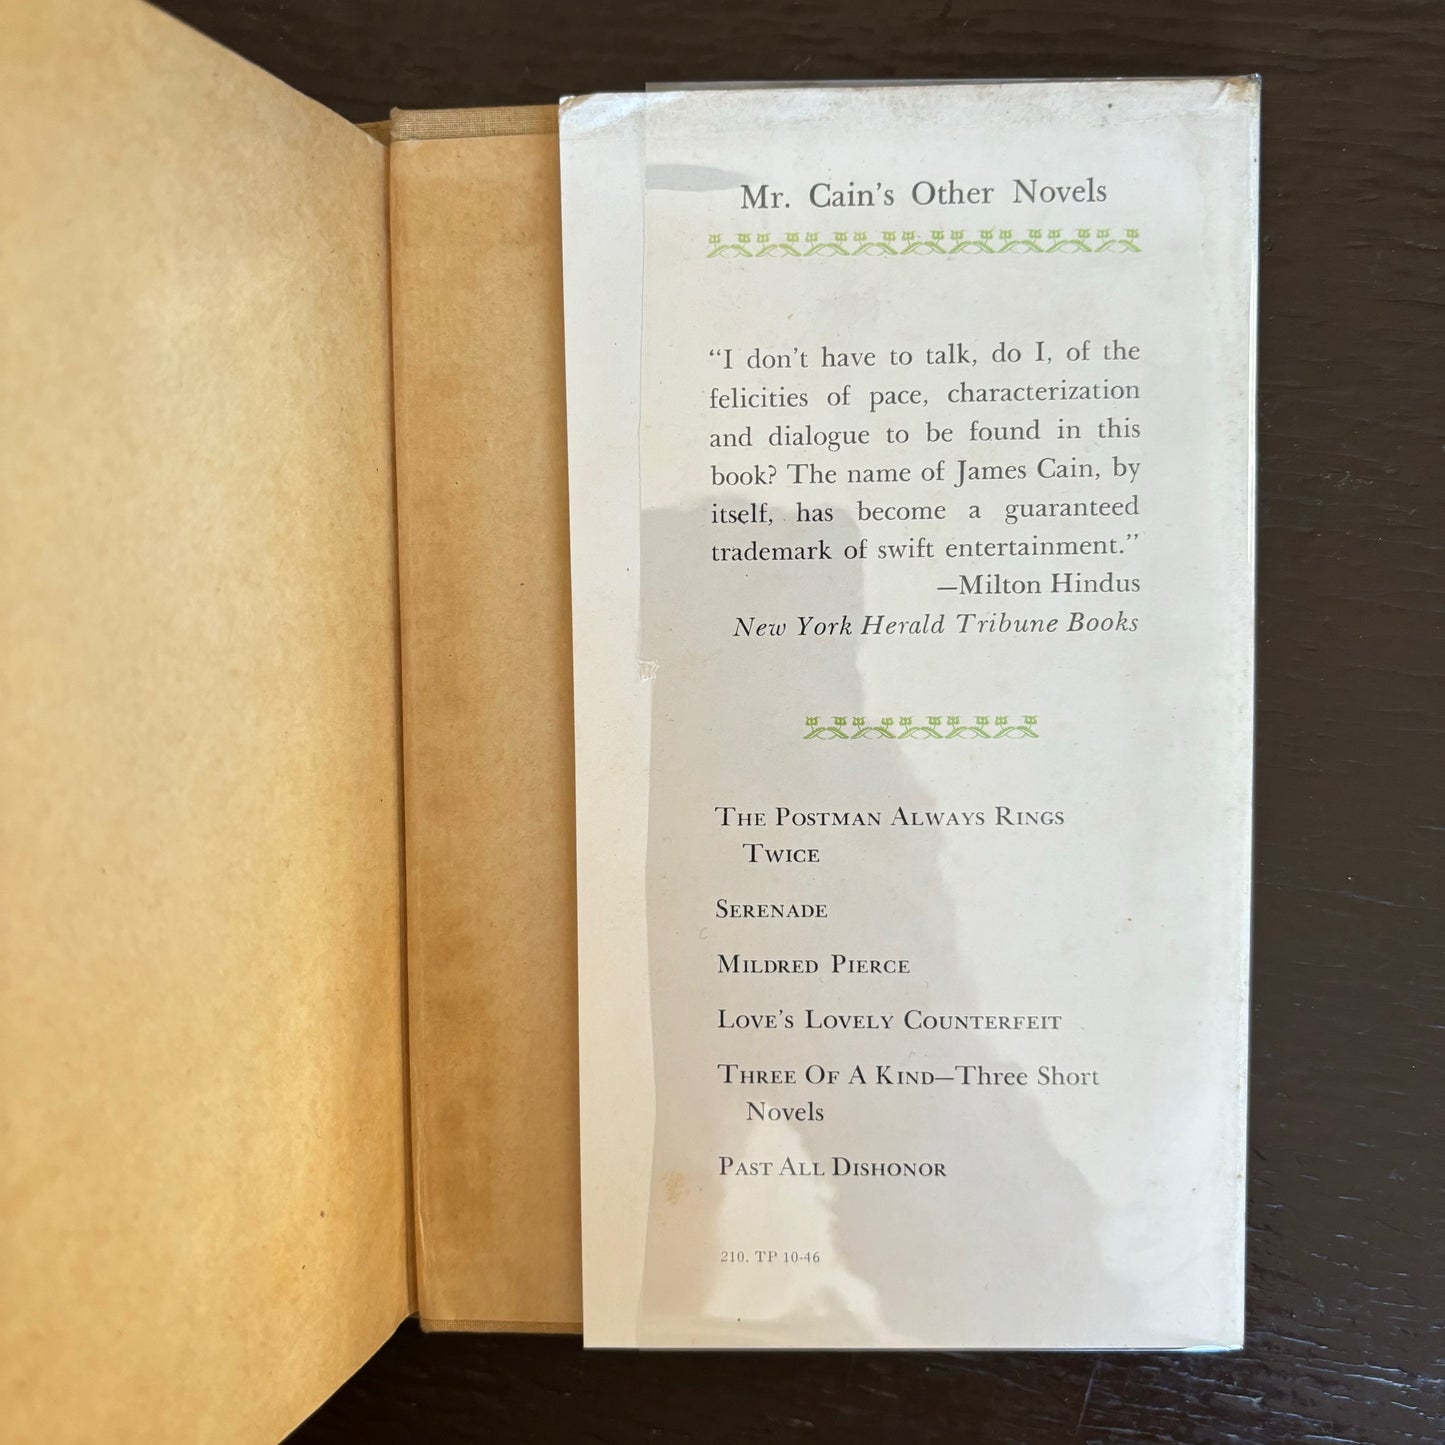 Mr. Cain's Other Novels
"I don't have to talk, do I, of the
felicities of pace, characterization
and dialogue to be found in this
book? The name of James Cain, by
itself, has become a guaranteed
trademark of swift entertainment."
—Milton Hindus
New York Herald Tribune Books
THE POSTMAN ALWAYS RINGS
TWICE
SERENADE
MILDRED PIERCE
LOVE'S LOVELY COUNTERFEIT
THREE OF A KIND—Three Short
Novels
PAST ALL DISHONOR
210. TP 10-46